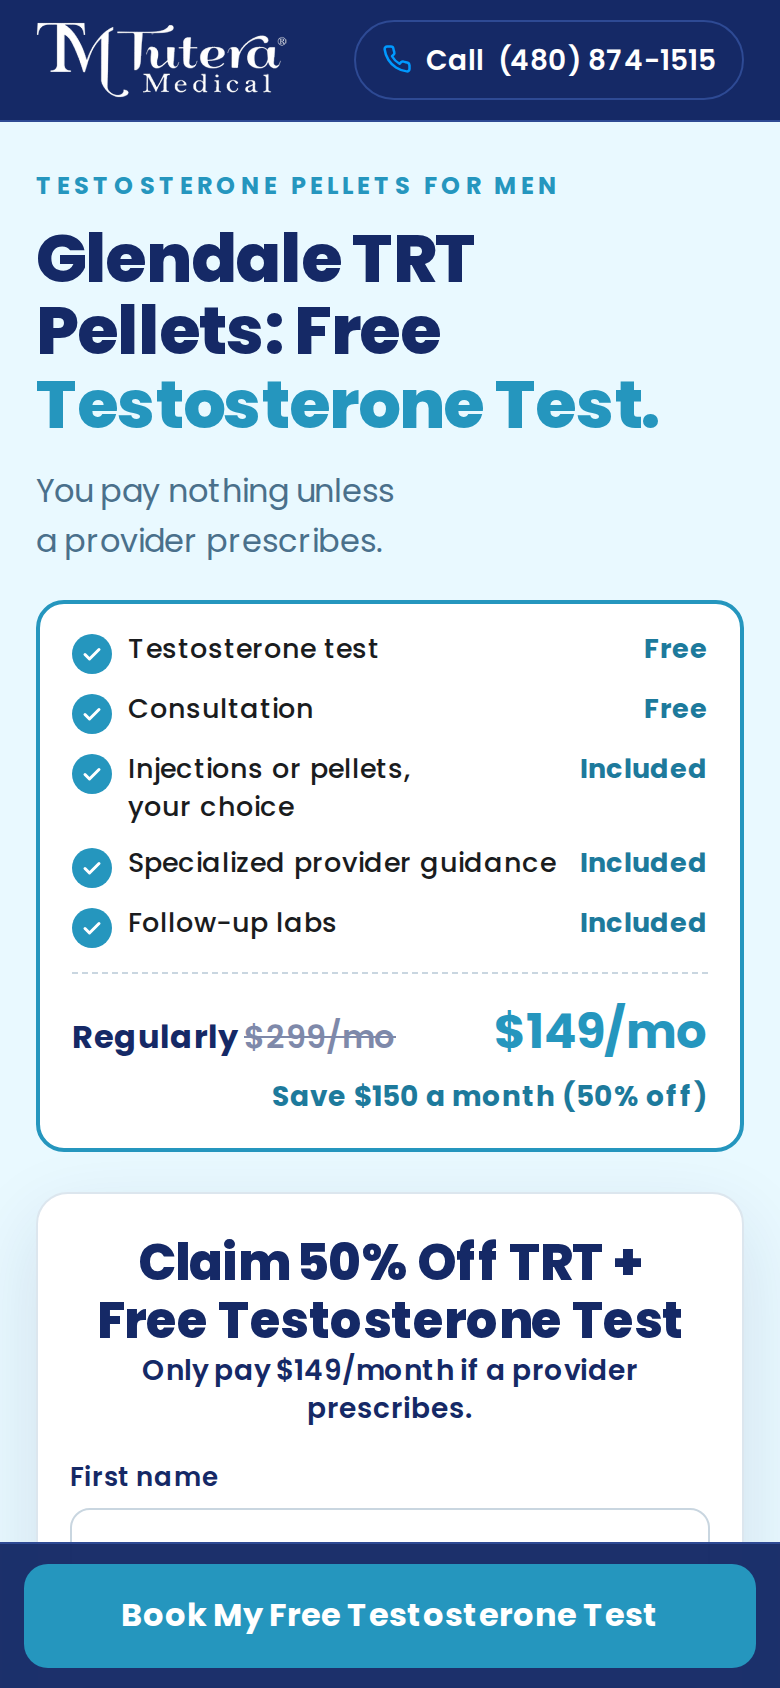 TM Tutera®
Medical
Call (480) 874-1515
TESTOSTERONE PELLETS FOR MEN
Glendale TRT
Pellets: Free
Testosterone Test.
You pay nothing unless
a provider prescribes.
Testosterone test Free
Consultation Free
Injections or pellets, Included
your choice
Specialized provider guidance Included
Follow-up labs Included
Regularly $299/mo $149/mo
Save $150 a month (50% off)
Claim 50% Off TRT +
Free Testosterone Test
Only pay $149/month if a provider
prescribes.
First name
Book My Free Testosterone Test